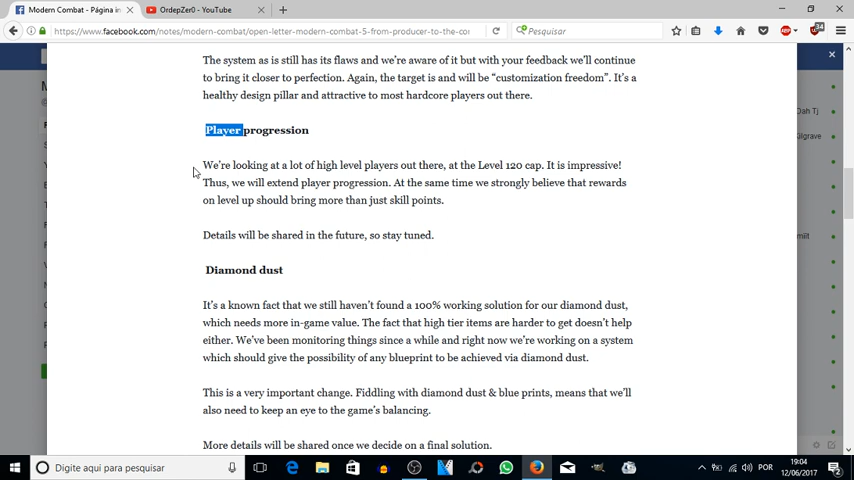 Modern Combat - Página in
OrdepZer0 - YouTube
https://www.facebook.com/notes/modern-combat/open-letter-modern-combat-5-from-producer-to-the-co
Pesquisar
The system as is still has its flaws and we're aware of it but with your feedback we'll continue
to bring it closer to perfection. Again, the target is and will be “customization freedom”. It's a
healthy design pillar and attractive to most hardcore players out there.
Dah Tj
Player progression
Kilgrave
We're looking at a lot of high level players out there, at the Level 120 cap. It is impressive!
Thus, we will extend player progression. At the same time we strongly believe that rewards
on level up should bring more than just skill points.
Details will be shared in the future, so stay tuned.
Diamond dust
It's a known fact that we still haven't found a 100% working solution for our diamond dust,
which needs more in-game value. The fact that high tier items are harder to get doesn't help
either. We've been monitoring things since a while and right now we're working on a system
which should give the possibility of any blueprint to be achieved via diamond dust.
This is a very important change. Fiddling with diamond dust & blue prints, means that we'll
also need to keep an eye to the game's balancing.
More details will be shared once we decide on a final solution.
Digite aqui para pesquisar
POR
19:04
12/06/2017